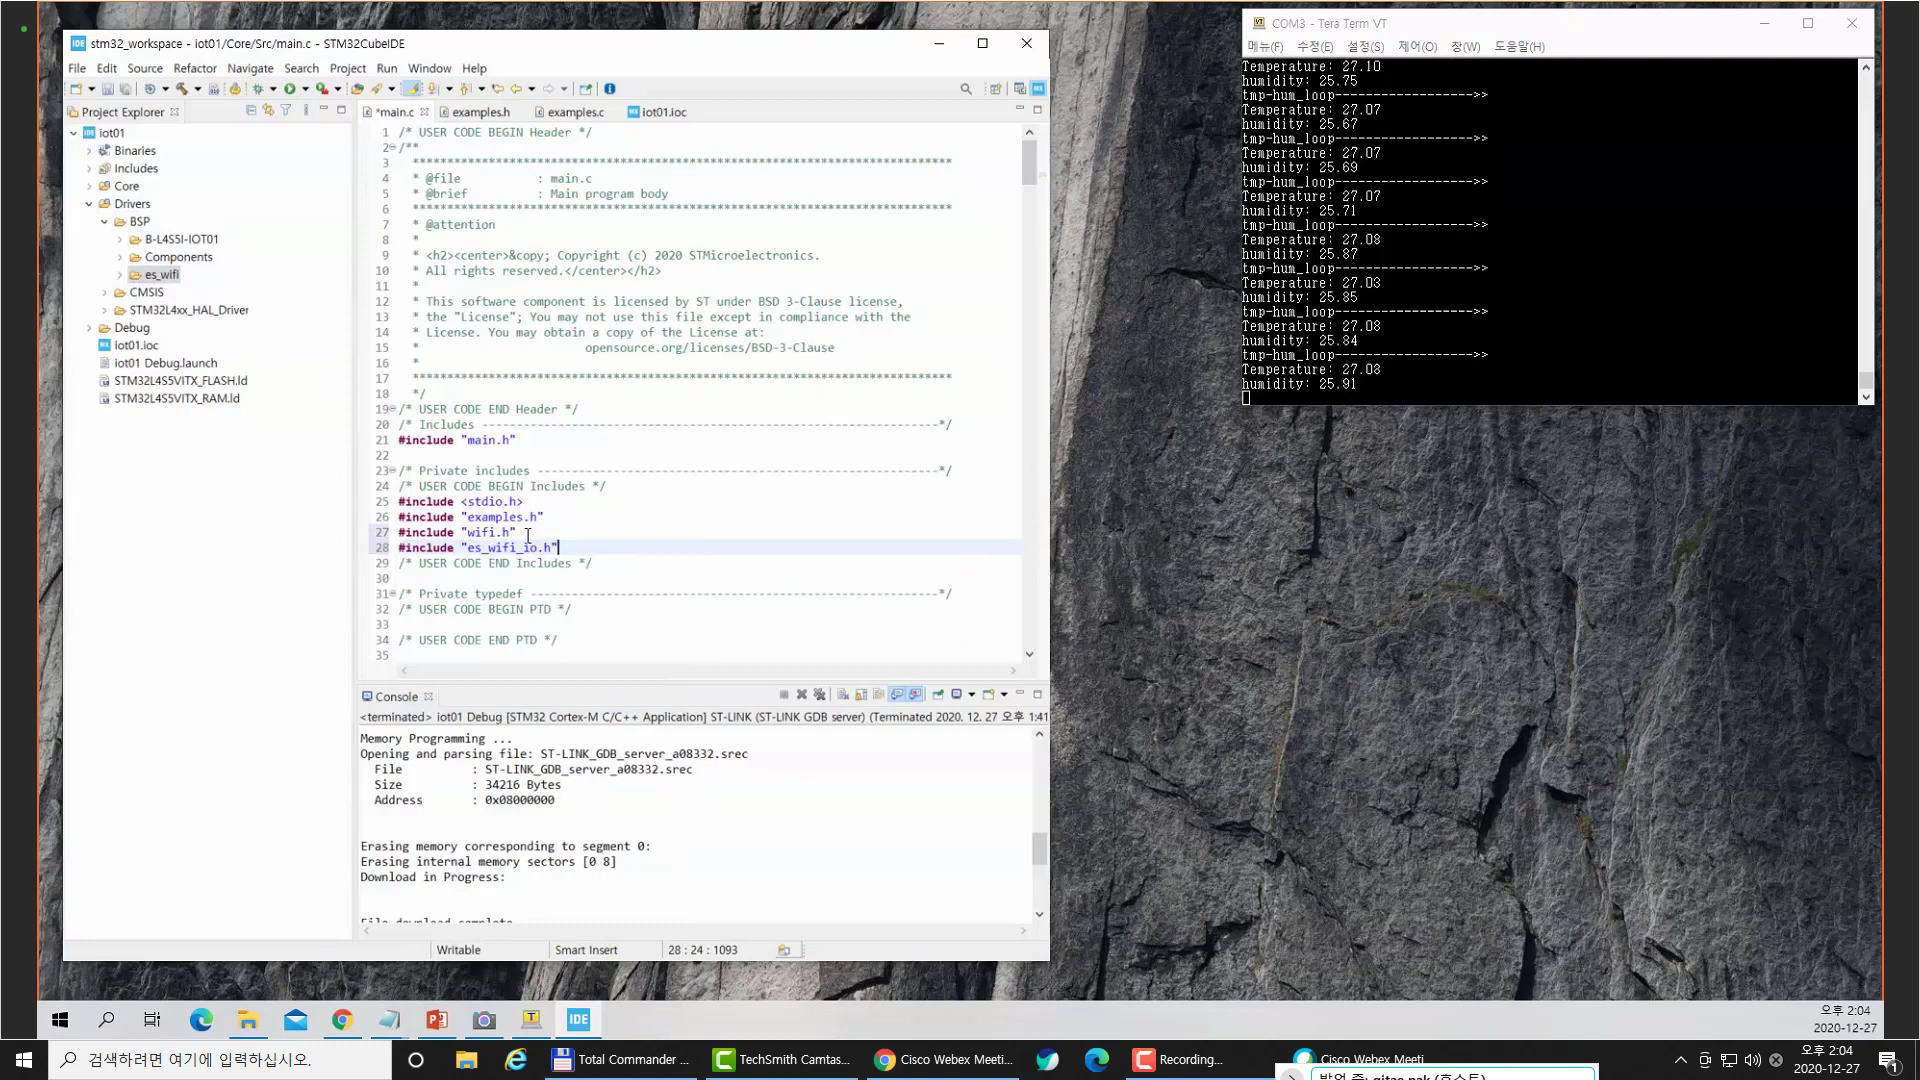 stm32_workspace - iot01/Core/Src/main.c - STM32CubeIDE
File Edit Source Refactor Navigate Search Project Run Window Help
Project Explorer
iot01
Binaries
Includes
Core
Drivers
BSP
B-L4S5I-IOT01
Components
es_wifi
CMSIS
STM32L4xx_HAL_Driver
Debug
iot01.ioc
iot01 Debug.launch
STM32L4S5VITX_FLASH.ld
STM32L4S5VITX_RAM.ld
*main.c examples.h examples.c iot01.ioc
1 /* USER CODE BEGIN Header */
2 /**
3 ******************************************************************************
4 * @file : main.c
5 * @brief : Main program body
6 ******************************************************************************
7 * @attention
8 *
9 * <h2><center>&copy; Copyright (c) 2020 STMicroelectronics.
10 * All rights reserved.</center></h2>
11 *
12 * This software component is licensed by ST under BSD 3-Clause license,
13 * the "License"; You may not use this file except in compliance with the
14 * License. You may obtain a copy of the License at:
15 * opensource.org/licenses/BSD-3-Clause
16 *
17 ******************************************************************************
18 */
19 /* USER CODE END Header */
20 /* Includes ------------------------------------------------------------------*/
21 #include "main.h"
22
23 /* Private includes ----------------------------------------------------------*/
24 /* USER CODE BEGIN Includes */
25 #include <stdio.h>
26 #include "examples.h"
27 #include "wifi.h"
28 #include "es_wifi_io.h"
29 /* USER CODE END Includes */
30
31 /* Private typedef -----------------------------------------------------------*/
32 /* USER CODE BEGIN PTD */
33
34 /* USER CODE END PTD */
35
Console
<terminated> iot01 Debug [STM32 Cortex-M C/C++ Application] ST-LINK (ST-LINK GDB server) (Terminated 2020. 12. 27 오후 1:41
Memory Programming ...
Opening and parsing file: ST-LINK_GDB_server_a08332.srec
File : ST-LINK_GDB_server_a08332.srec
Size : 34216 Bytes
Address : 0x08000000
Erasing memory corresponding to segment 0:
Erasing internal memory sectors [0 8]
Download in Progress:
File download complete
Writable Smart Insert 28 : 24 : 1093
COM3 - Tera Term VT
메뉴(F) 수정(E) 설정(S) 제어(O) 창(W) 도움말(H)
Temperature: 27.10
humidity: 25.75
tmp-hum_loop------------------->>
Temperature: 27.07
humidity: 25.67
tmp-hum_loop------------------->>
Temperature: 27.07
humidity: 25.69
tmp-hum_loop------------------->>
Temperature: 27.07
humidity: 25.71
tmp-hum_loop------------------->>
Temperature: 27.08
humidity: 25.87
tmp-hum_loop------------------->>
Temperature: 27.03
humidity: 25.85
tmp-hum_loop------------------->>
Temperature: 27.08
humidity: 25.84
tmp-hum_loop------------------->>
Temperature: 27.03
humidity: 25.91
IDE
오후 2:04
2020-12-27
검색하려면 여기에 입력하십시오.
Total Commander ... TechSmith Camtas... Cisco Webex Meeti... Recording... Cisco Webex Meeti
오후 2:04
2020-12-27
1